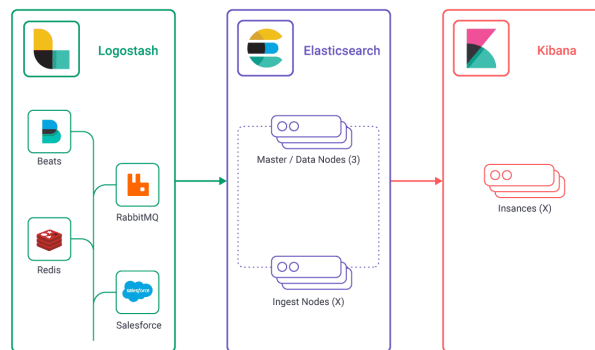 Logostash
Beats
RabbitMQ
Redis
salesforce
Salesforce
Elasticsearch
Master / Data Nodes (3)
Ingest Nodes (X)
Kibana
Insances (X)